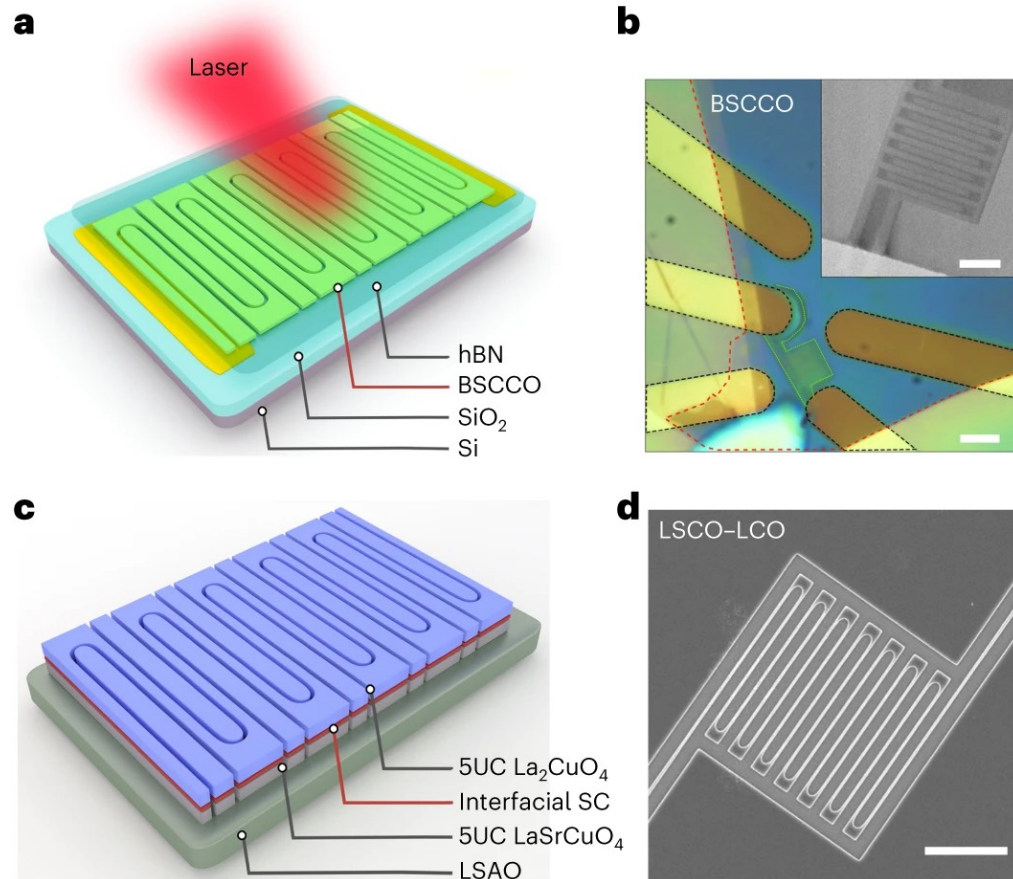 a
Laser
hBN
BSCCO
SiO₂
Si
b
BSCCO
c
5UC La₂CuO₄
Interfacial SC
5UC LaSrCuO₄
LSAO
d
LSCO–LCO